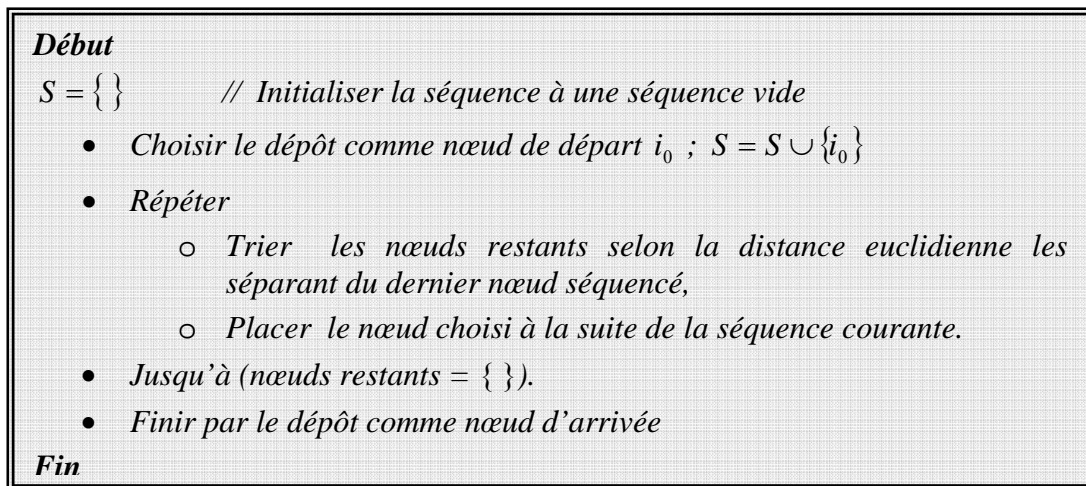 Début
S = { } // Initialiser la séquence à une séquence vide
• Choisir le dépôt comme nœud de départ i₀ ; S = S ∪ {i₀}
• Répéter
o Trier les nœuds restants selon la distance euclidienne les
séparant du dernier nœud séquencé,
o Placer le nœud choisi à la suite de la séquence courante.
• Jusqu'à (nœuds restants = { }).
• Finir par le dépôt comme nœud d'arrivée
Fin